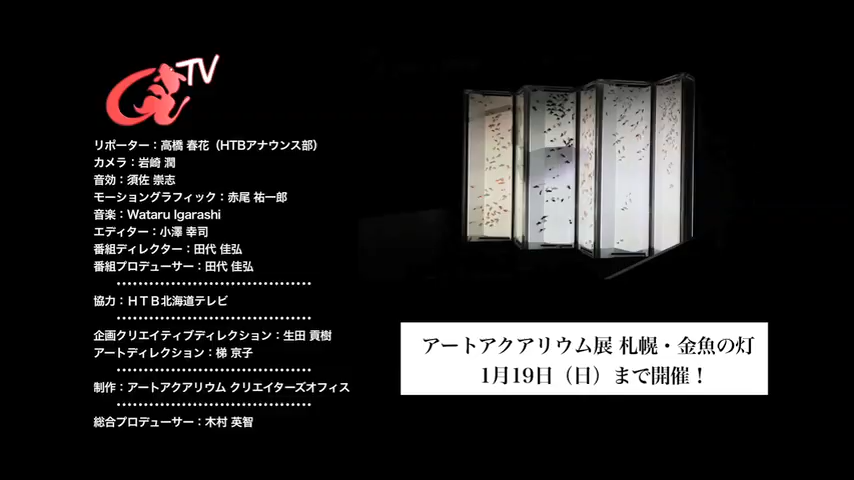 TV
リポーター：高橋 春花（HTBアナウンス部）
カメラ：岩崎 潤
音効：須佐 崇志
モーショングラフィック：赤尾 祐一郎
音楽：Wataru Igarashi
エディター：小澤 幸司
番組ディレクター：田代 佳弘
番組プロデューサー：田代 佳弘
協力：ＨＴＢ北海道テレビ
企画クリエイティブディレクション：生田 貢樹
アートディレクション：梯 京子
制作：アートアクアリウム クリエイターズオフィス
総合プロデューサー：木村 英智
アートアクアリウム展 札幌・金魚の灯
1月19日（日）まで開催！